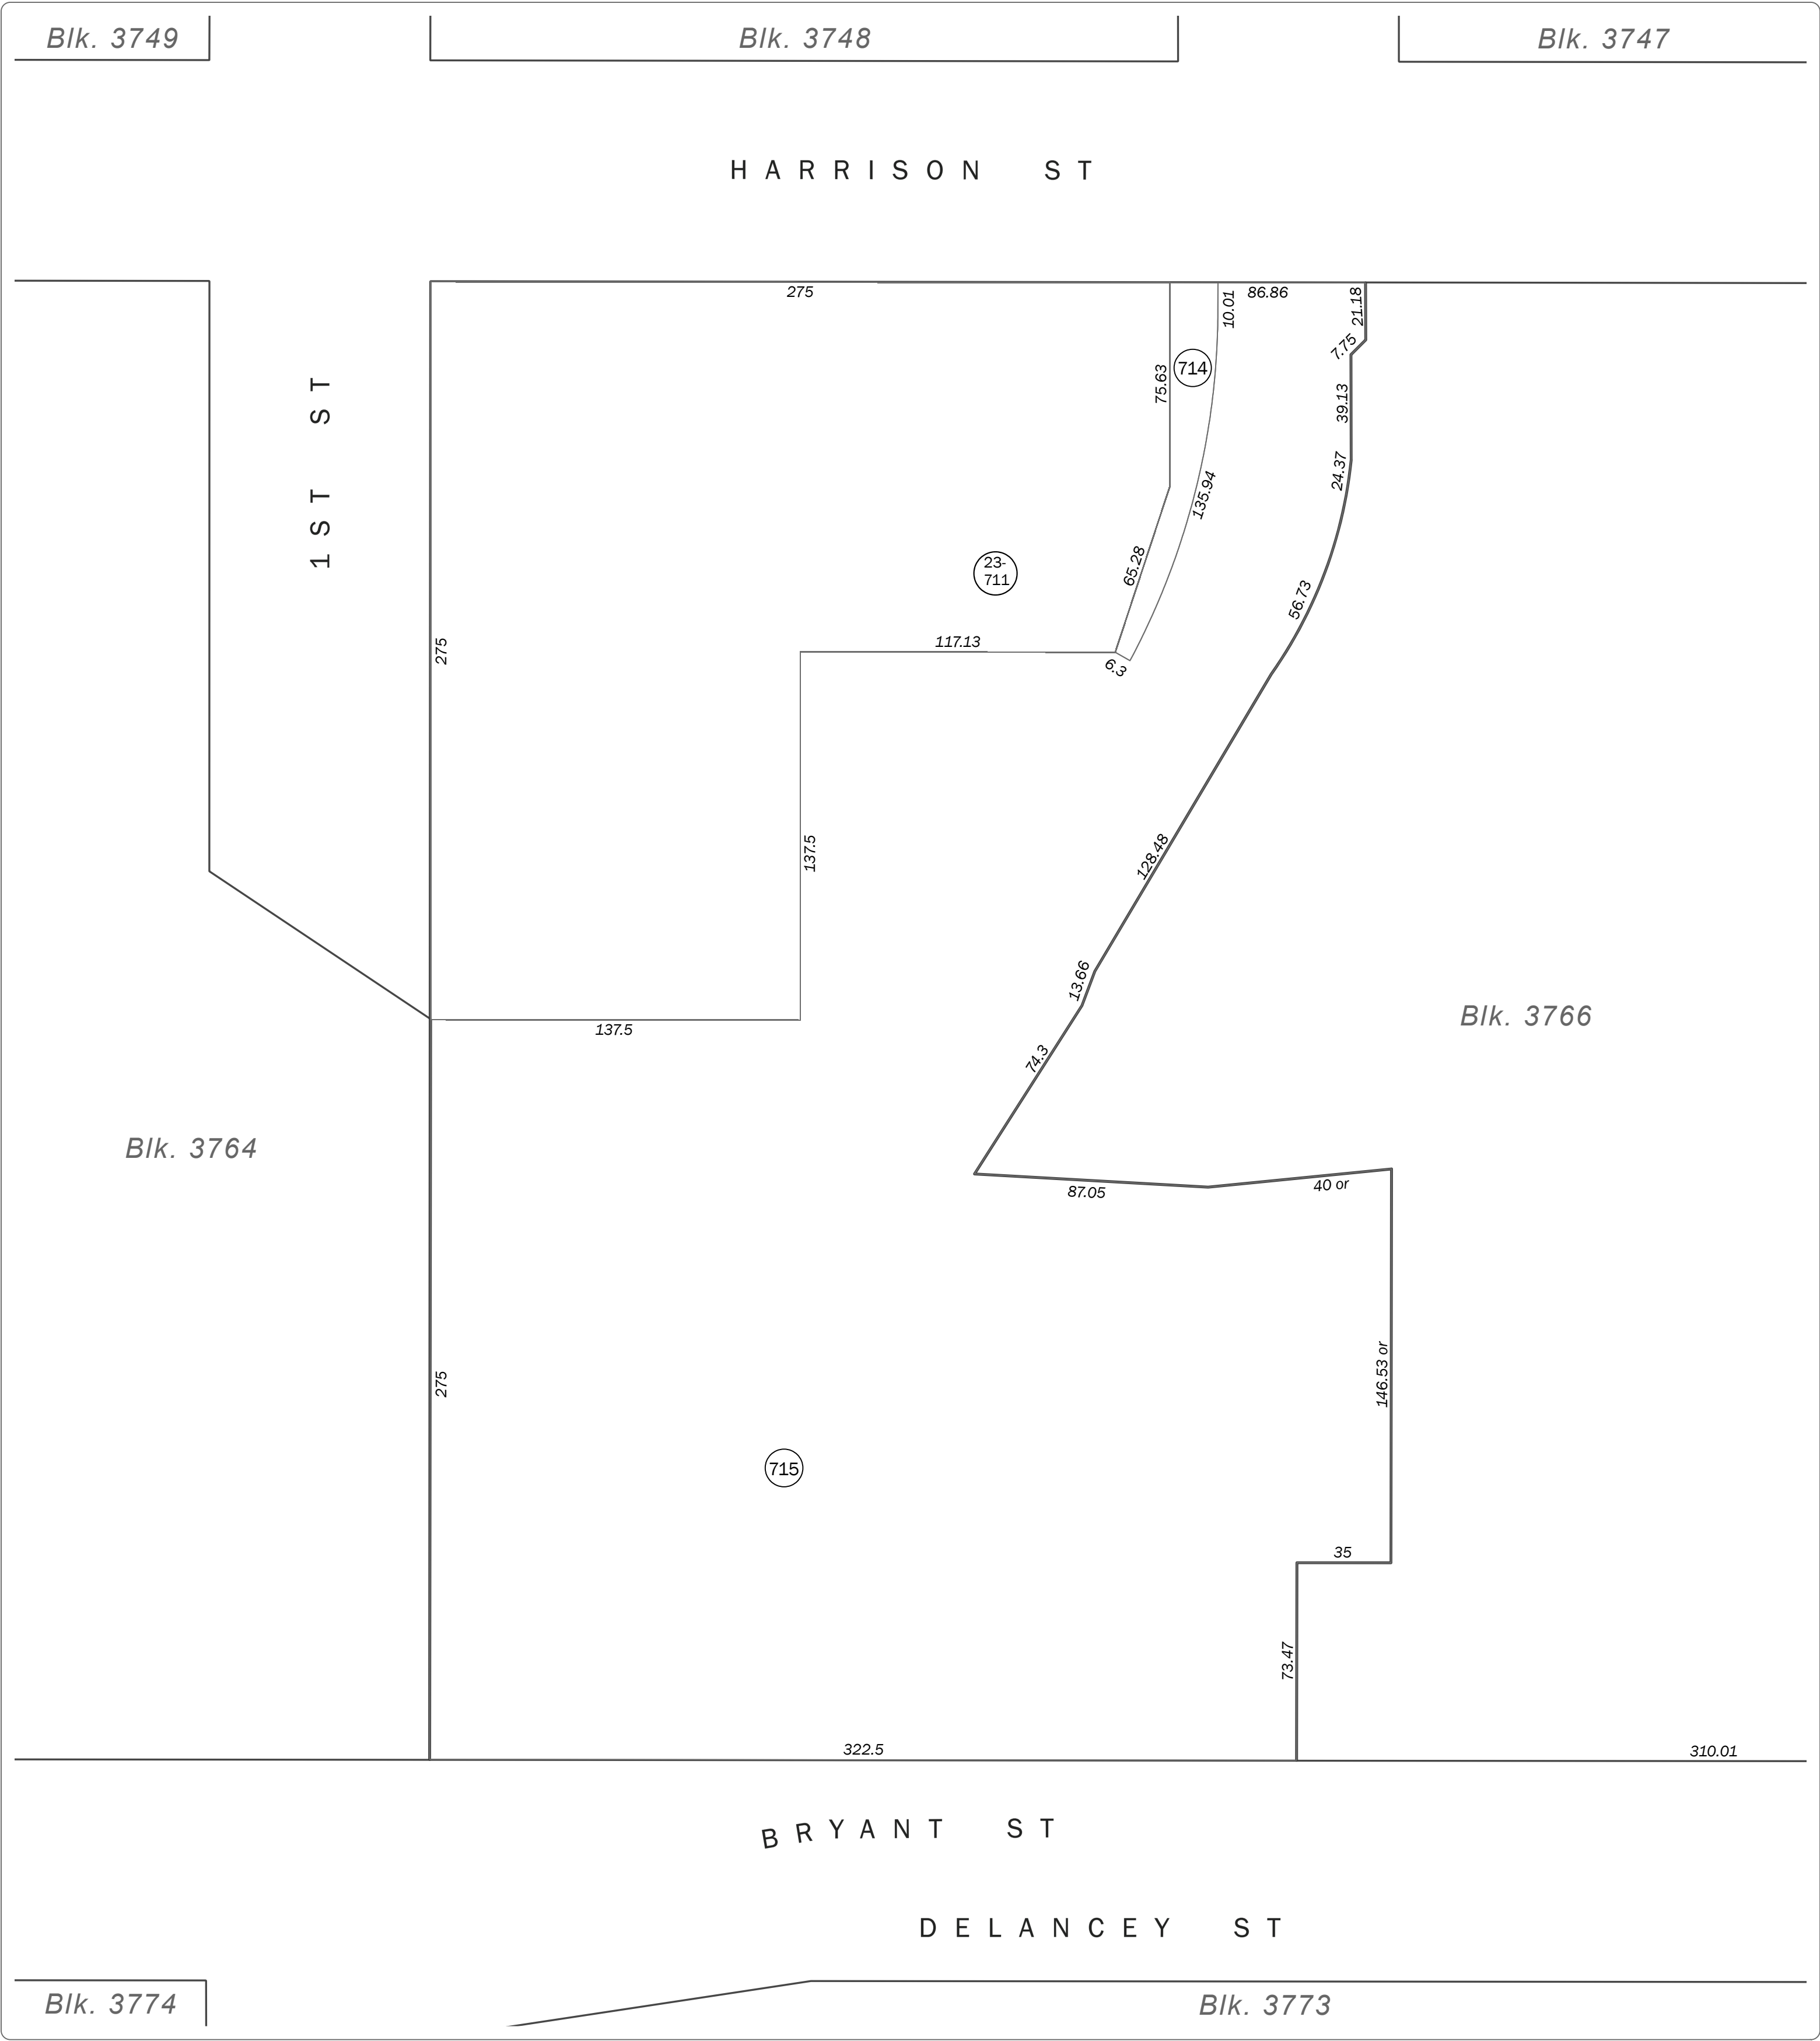 Blk. 3749
Blk. 3748
Blk. 3747
HARRISON ST
275
86.86
10.01
21.18
7.75
714
75.63
39.13
1ST ST
24.37
135.94
65.28
23-
711
56.73
117.13
6.3
275
137.5
128.48
13.66
137.5
74.3
Blk. 3766
Blk. 3764
87.05
40 or
146.53 or
275
715
35
73.47
322.5
310.01
BRYANT ST
DELANCEY ST
Blk. 3774
Blk. 3773